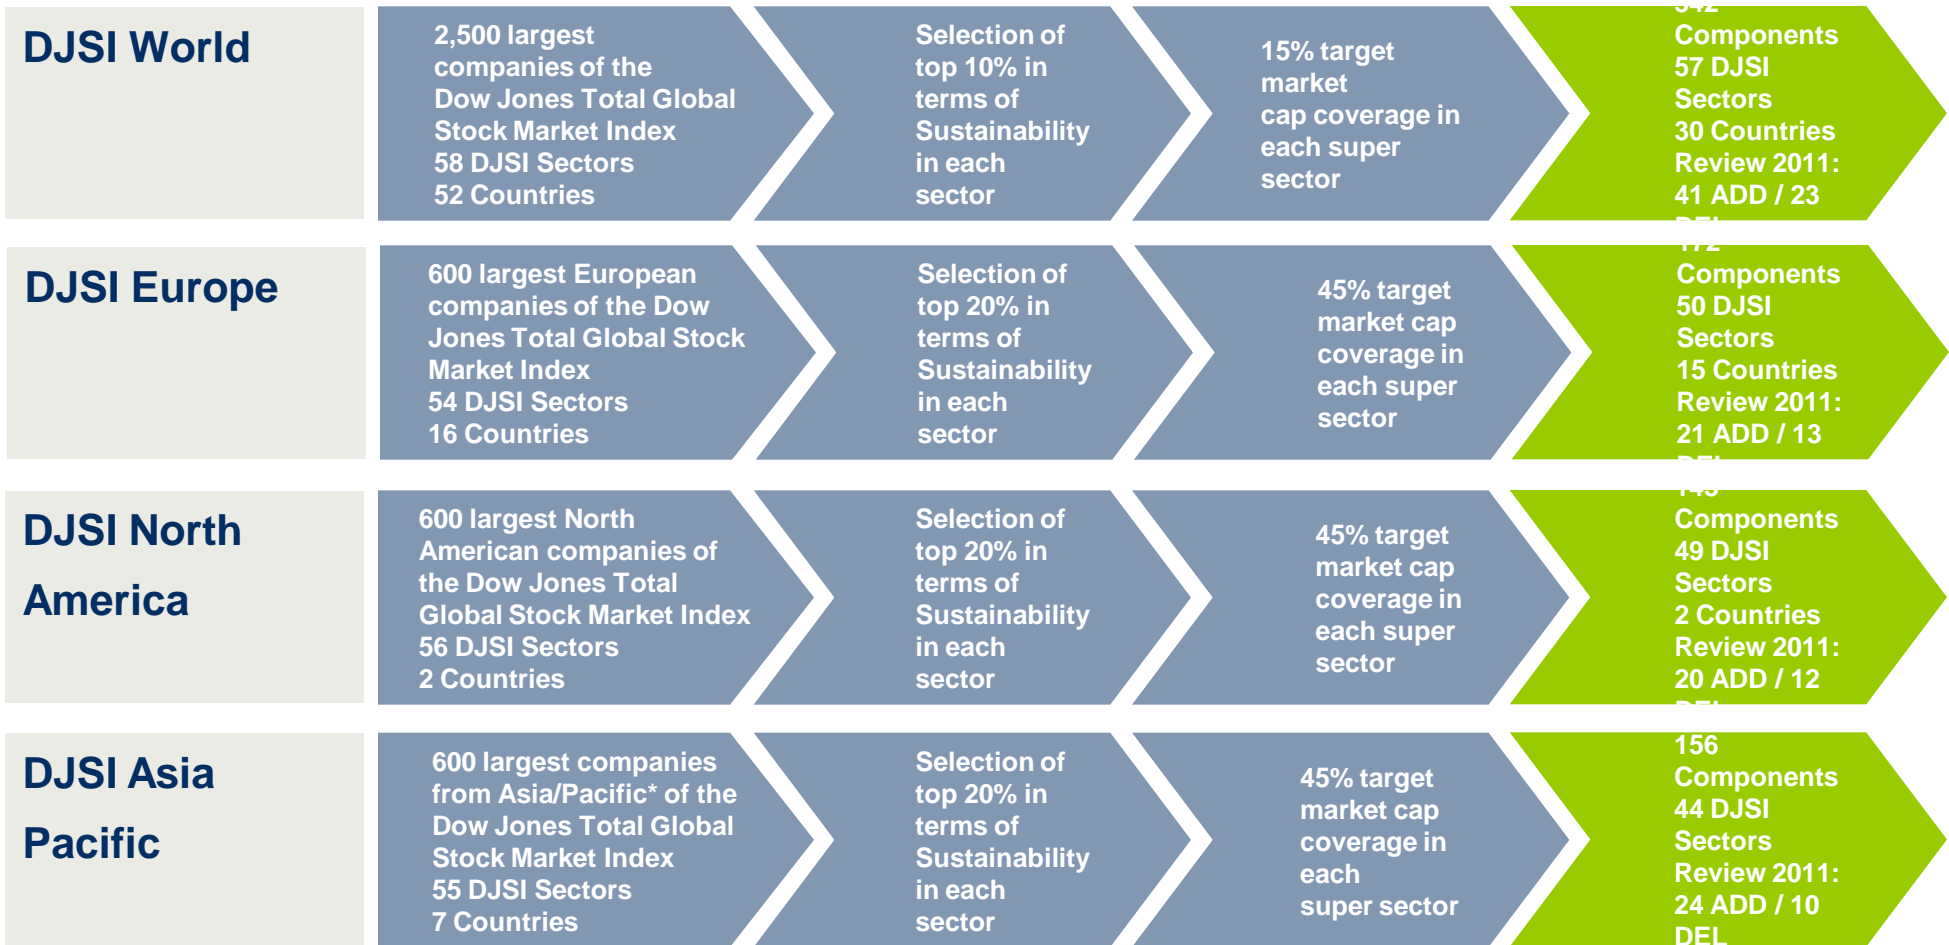 DJSI World
2,500 largest
companies of the
Dow Jones Total Global
Stock Market Index
58 DJSI Sectors
52 Countries
Selection of
top 10% in
terms of
Sustainability
in each
sector
15% target
market
cap coverage in
each super
sector
342
Components
57 DJSI
Sectors
30 Countries
Review 2011:
41 ADD / 23
DEL
DJSI Europe
600 largest European
companies of the Dow
Jones Total Global Stock
Market Index
54 DJSI Sectors
16 Countries
Selection of
top 20% in
terms of
Sustainability
in each
sector
45% target
market cap
coverage in
each super
sector
172
Components
50 DJSI
Sectors
15 Countries
Review 2011:
21 ADD / 13
DEL
DJSI North
America
600 largest North
American companies of
the Dow Jones Total
Global Stock Market Index
56 DJSI Sectors
2 Countries
Selection of
top 20% in
terms of
Sustainability
in each
sector
45% target
market cap
coverage in
each super
sector
Components
49 DJSI
Sectors
2 Countries
Review 2011:
20 ADD / 12
DEL
DJSI Asia
Pacific
600 largest companies
from Asia/Pacific* of the
Dow Jones Total Global
Stock Market Index
55 DJSI Sectors
7 Countries
Selection of
top 20% in
terms of
Sustainability
in each
sector
45% target
market cap
coverage in
each
super sector
156
Components
44 DJSI
Sectors
Review 2011:
24 ADD / 10
DEL